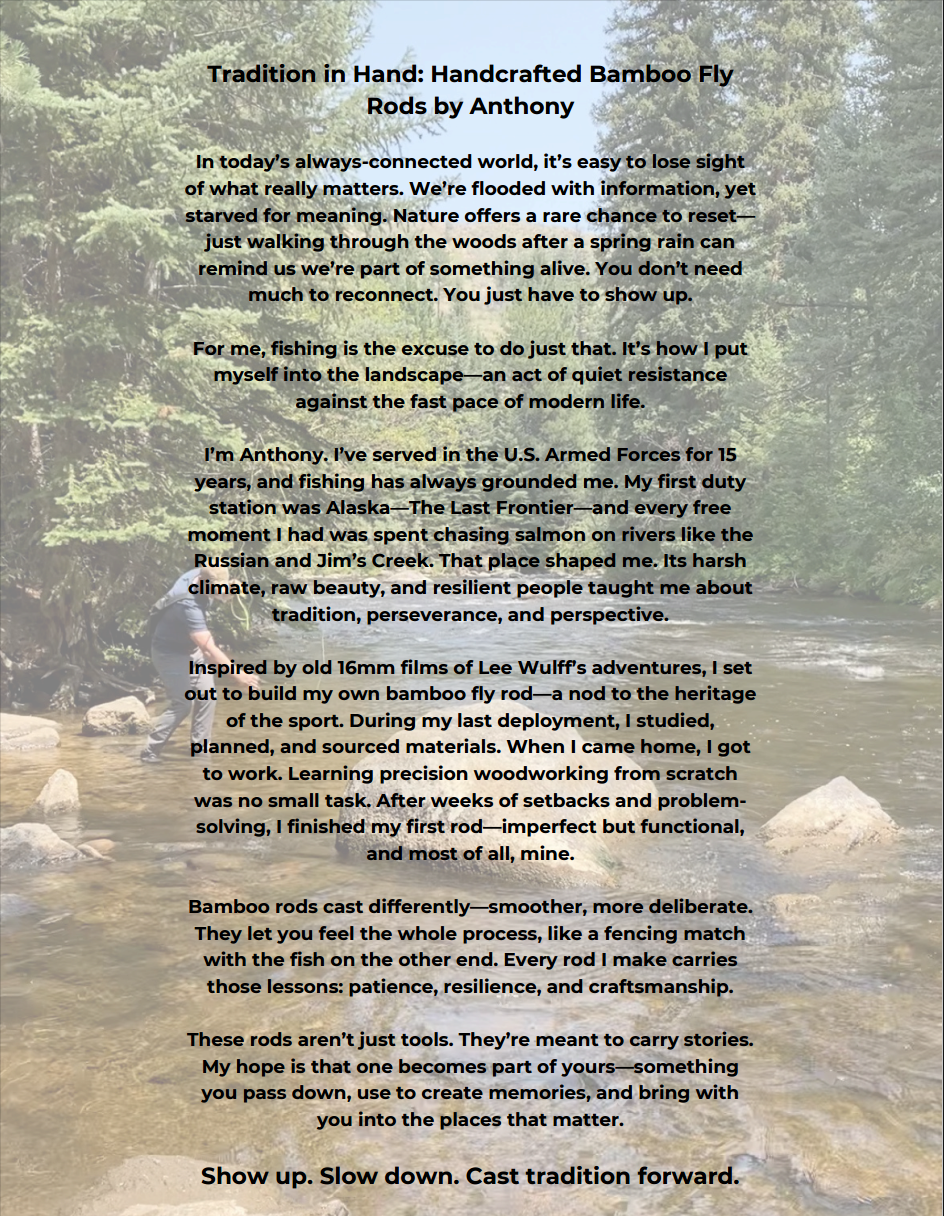 Tradition in Hand: Handcrafted Bamboo Fly
Rods by Anthony
In today’s always-connected world, it’s easy to lose sight
of what really matters. We’re flooded with information, yet
starved for meaning. Nature offers a rare chance to reset—
just walking through the woods after a spring rain can
remind us we’re part of something alive. You don’t need
much to reconnect. You just have to show up.
For me, fishing is the excuse to do just that. It’s how I put
myself into the landscape—an act of quiet resistance
against the fast pace of modern life.
I’m Anthony. I’ve served in the U.S. Armed Forces for 15
years, and fishing has always grounded me. My first duty
station was Alaska—The Last Frontier—and every free
moment I had was spent chasing salmon on rivers like the
Russian and Jim’s Creek. That place shaped me. Its harsh
climate, raw beauty, and resilient people taught me about
tradition, perseverance, and perspective.
Inspired by old 16mm films of Lee Wulff’s adventures, I set
out to build my own bamboo fly rod—a nod to the heritage
of the sport. During my last deployment, I studied,
planned, and sourced materials. When I came home, I got
to work. Learning precision woodworking from scratch
was no small task. After weeks of setbacks and problem-
solving, I finished my first rod—imperfect but functional,
and most of all, mine.
Bamboo rods cast differently—smoother, more deliberate.
They let you feel the whole process, like a fencing match
with the fish on the other end. Every rod I make carries
those lessons: patience, resilience, and craftsmanship.
These rods aren’t just tools. They’re meant to carry stories.
My hope is that one becomes part of yours—something
you pass down, use to create memories, and bring with
you into the places that matter.
Show up. Slow down. Cast tradition forward.